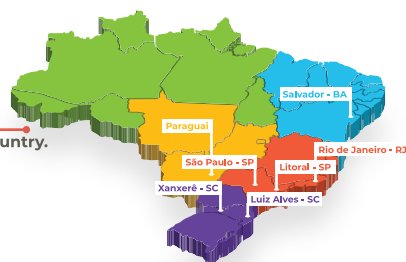 Salvador - BA
Paraguai
untry.
Rio de Janeiro - RJ
São Paulo - SP
Litoral - SP
Xanxerê - SC
Luiz Alves - SC